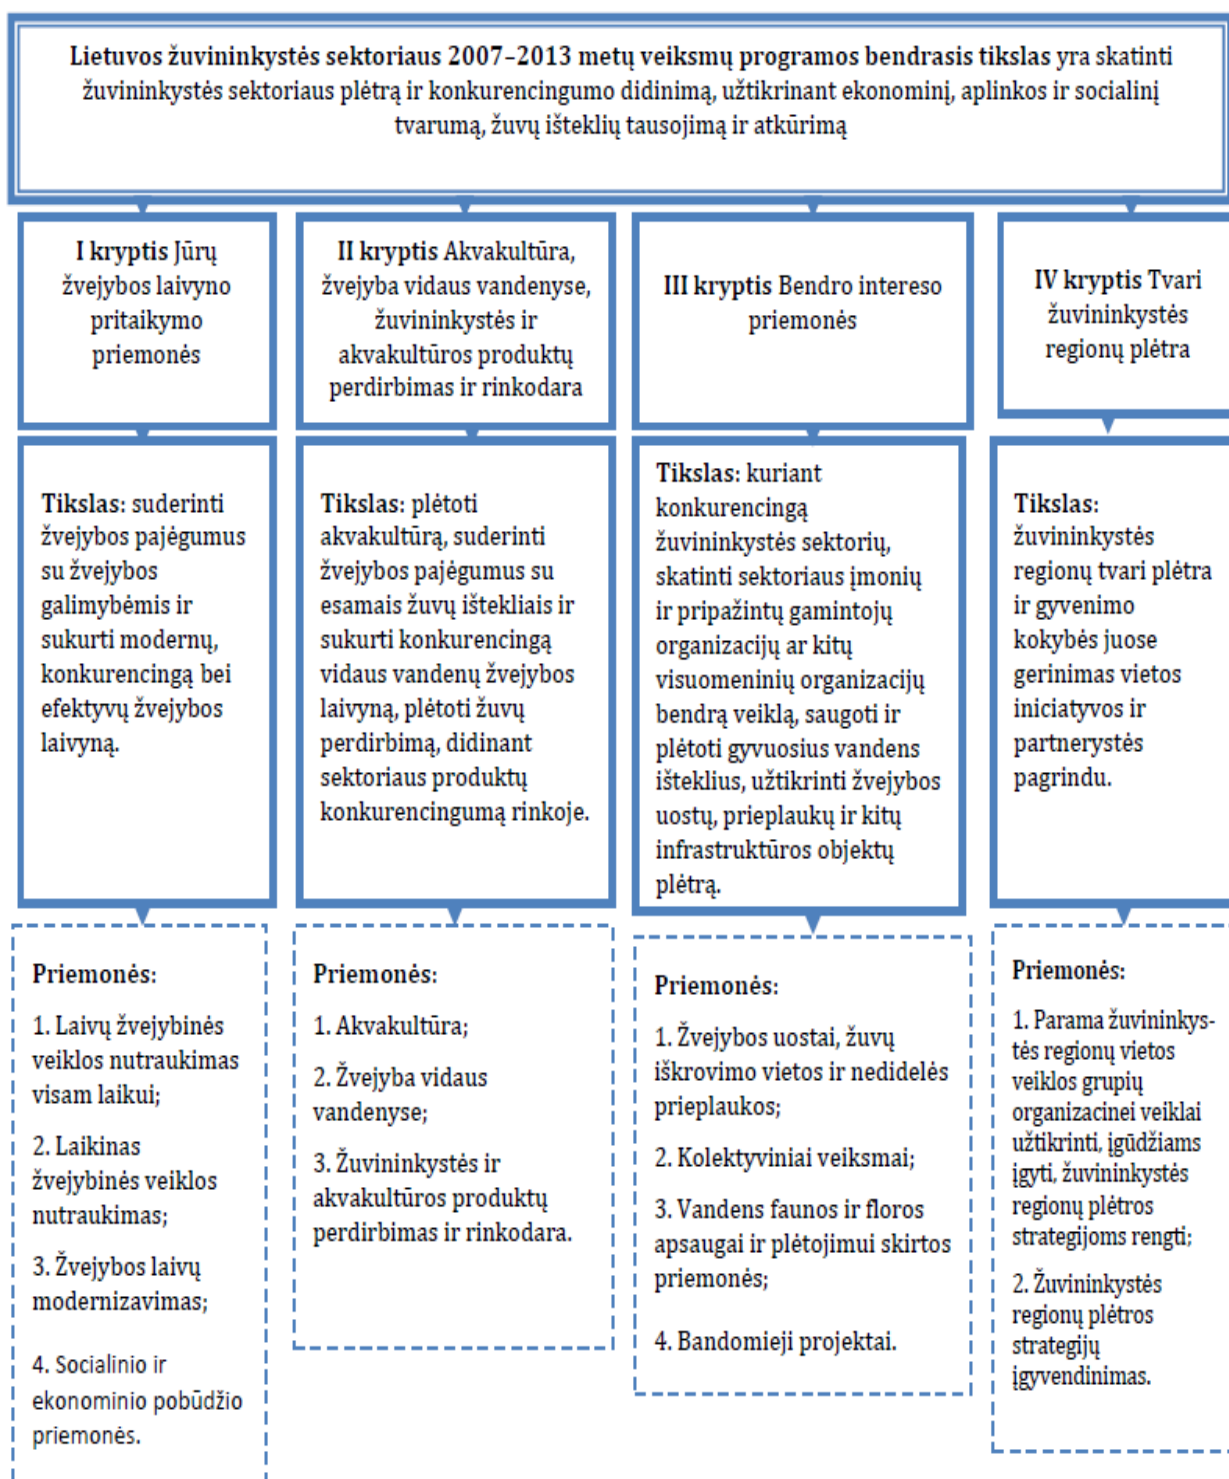 Lietuvos žuvininkystės sektoriaus 2007–2013 metų veiksmų programos bendrasis tikslas yra skatinti
žuvininkystės sektoriaus plėtrą ir konkurencingumo didinimą, užtikrinant ekonominį, aplinkos ir socialinį
tvarumą, žuvų išteklių tausojimą ir atkūrimą
I kryptis Jūrų
žvejybos laivyno
pritaikymo
priemonės
II kryptis Akvakultūra,
žvejyba vidaus vandenyse,
žuvininkystės ir
akvakultūros produktų
perdirbimas ir rinkodara
III kryptis Bendro intereso
priemonės
IV kryptis Tvari
žuvininkystės
regionų plėtra
Tikslas: suderinti
žvejybos pajėgumus
su žvejybos
galimybėmis ir
sukurti modernų,
konkurencingą bei
efektyvų žvejybos
laivyną.
Tikslas: plėtoti
akvakultūrą, suderinti
žvejybos pajėgumus su
esamais žuvų ištekliais ir
sukurti konkurencingą
vidaus vandenų žvejybos
laivyną, plėtoti žuvų
perdirbimą, didinant
sektoriaus produktų
konkurencingumą rinkoje.
Tikslas: kuriant
konkurencingą
žuvininkystės sektorių,
skatinti sektoriaus įmonių
ir pripažintų gamintojų
organizacijų ar kitų
visuomeninių organizacijų
bendrą veiklą, saugoti ir
plėtoti gyvuosius vandens
išteklius, užtikrinti žvejybos
uostų, prieplaukų ir kitų
infrastruktūros objektų
plėtrą.
Tikslas:
žuvininkystės
regionų tvari plėtra
ir gyvenimo
kokybės juose
gerinimas vietos
iniciatyvos ir
partnerystės
pagrindu.
Priemonės:
1. Laivų žvejybinės
veiklos nutraukimas
visam laikui;
2. Laikinas
žvejybinės veiklos
nutraukimas;
3. Žvejybos laivų
modernizavimas;
4. Socialinio ir
ekonominio pobūdžio
priemonės.
Priemonės:
1. Akvakultūra;
2. Žvejyba vidaus
vandenyse;
3. Žuvininkystės ir
akvakultūros produktų
perdirbimas ir rinkodara.
Priemonės:
1. Žvejybos uostai, žuvų
iškrovimo vietos ir nedidelės
prieplaukos;
2. Kolektyviniai veiksmai;
3. Vandens faunos ir floros
apsaugai ir plėtojimui skirtos
priemonės;
4. Bandomieji projektai.
Priemonės:
1. Parama žuvininkys-
tės regionų vietos
veiklos grupių
organizacinei veiklai
užtikrinti, įgūdžiams
įgyti, žuvininkystės
regionų plėtros
strategijoms rengti;
2. Žuvininkystės
regionų plėtros
strategijų
įgyvendinimas.